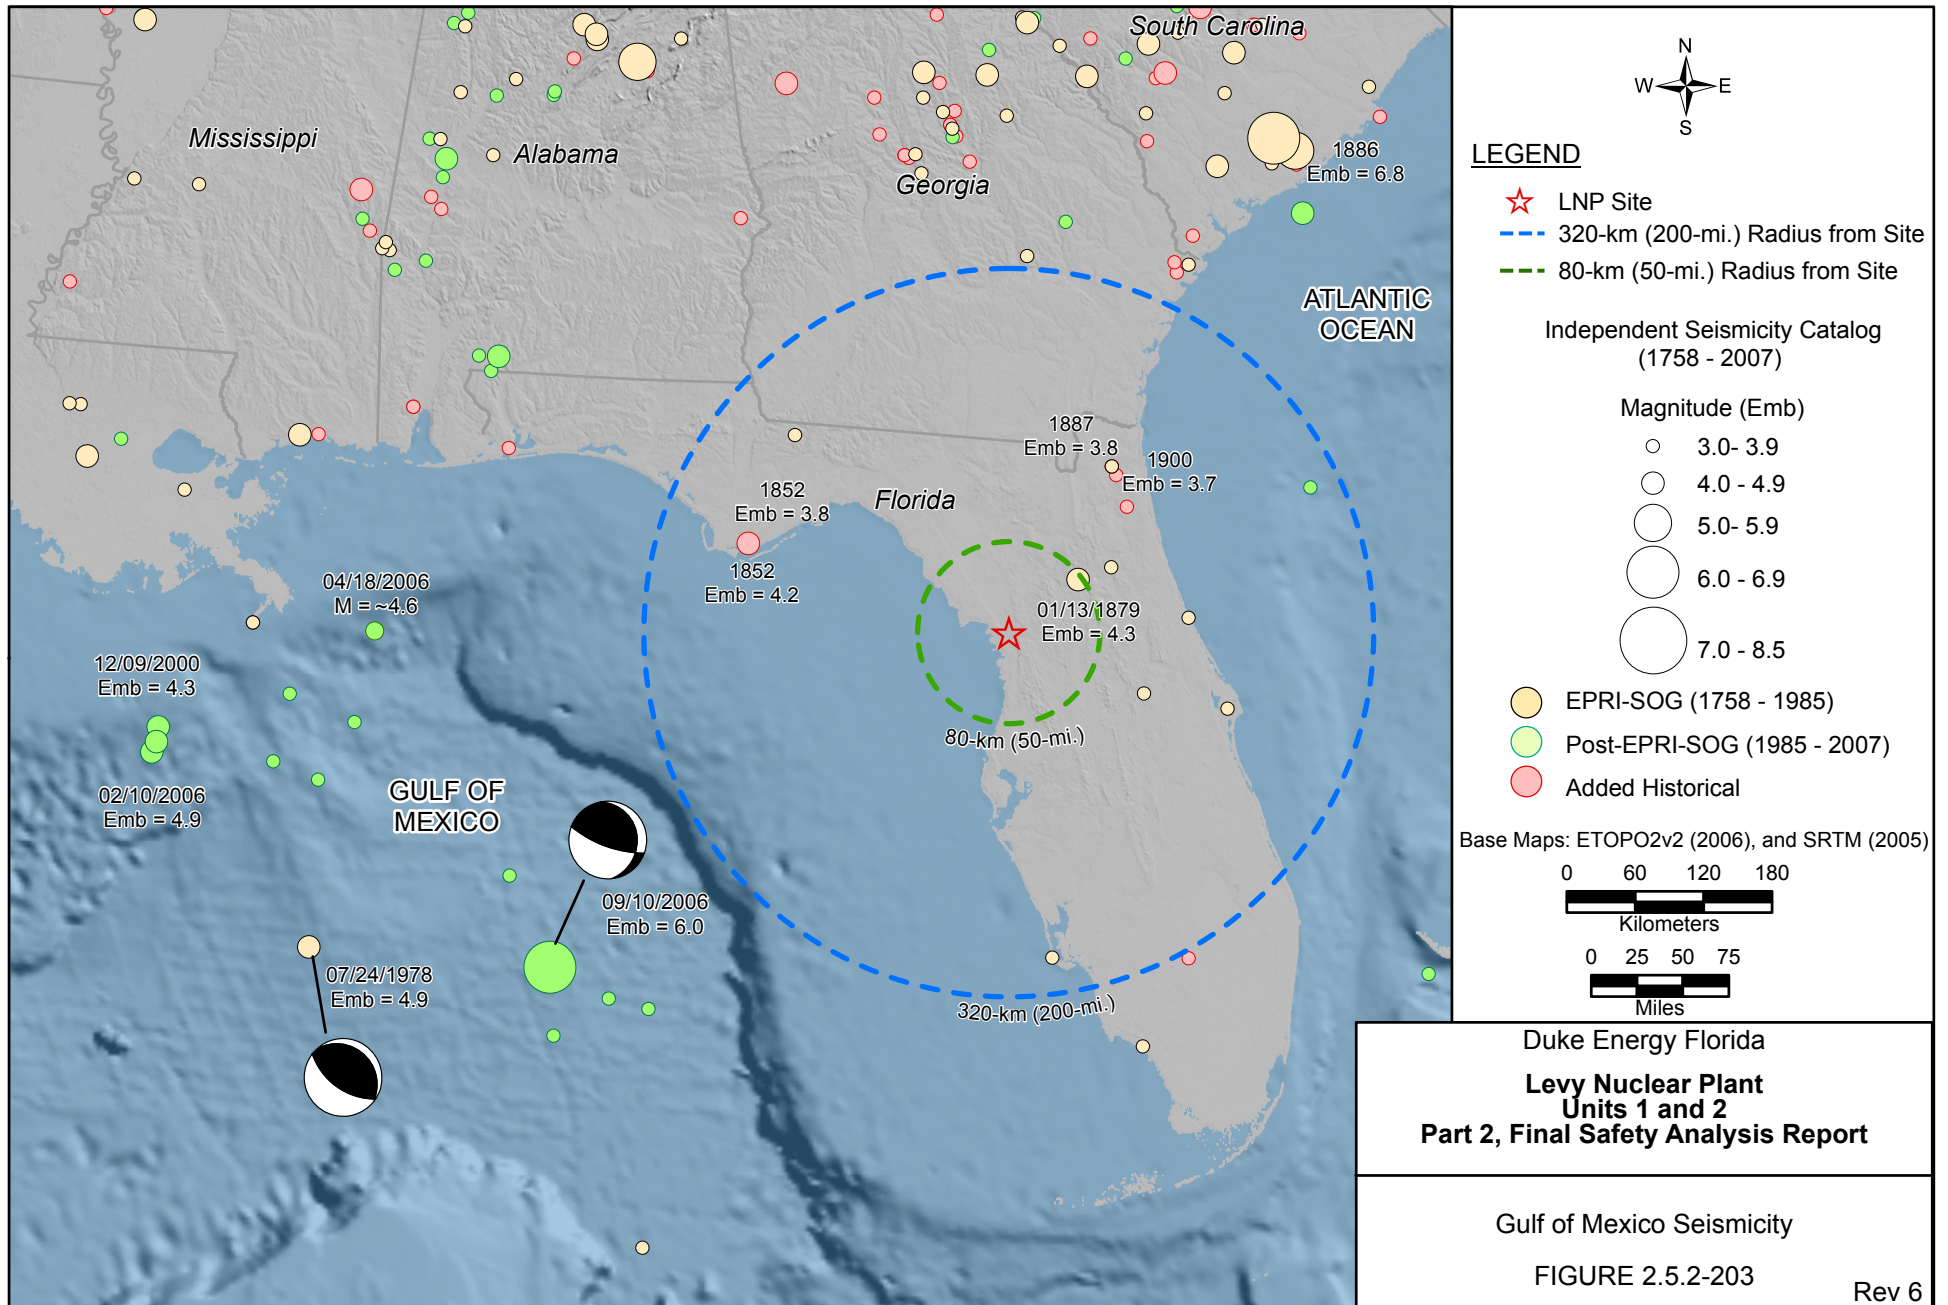 South Carolina
Mississippi
Alabama
Georgia
1886
Emb = 6.8
ATLANTIC
OCEAN
1887
Emb = 3.8
1900
Emb = 3.7
1852
Emb = 3.8
Florida
1852
Emb = 4.2
04/18/2006
M = ~4.6
01/13/1879
Emb = 4.3
12/09/2000
Emb = 4.3
80-km (50-mi.)
02/10/2006
Emb = 4.9
GULF OF
MEXICO
09/10/2006
Emb = 6.0
07/24/1978
Emb = 4.9
320-km (200-mi.)
N
W E
S
LEGEND
LNP Site
320-km (200-mi.) Radius from Site
80-km (50-mi.) Radius from Site
Independent Seismicity Catalog
(1758 - 2007)
Magnitude (Emb)
3.0- 3.9
4.0 - 4.9
5.0- 5.9
6.0 - 6.9
7.0 - 8.5
EPRI-SOG (1758 - 1985)
Post-EPRI-SOG (1985 - 2007)
Added Historical
Base Maps: ETOPO2v2 (2006), and SRTM (2005)
0 60 120 180
Kilometers
0 25 50 75
Miles
Duke Energy Florida
Levy Nuclear Plant
Units 1 and 2
Part 2, Final Safety Analysis Report
Gulf of Mexico Seismicity
FIGURE 2.5.2-203
Rev 6